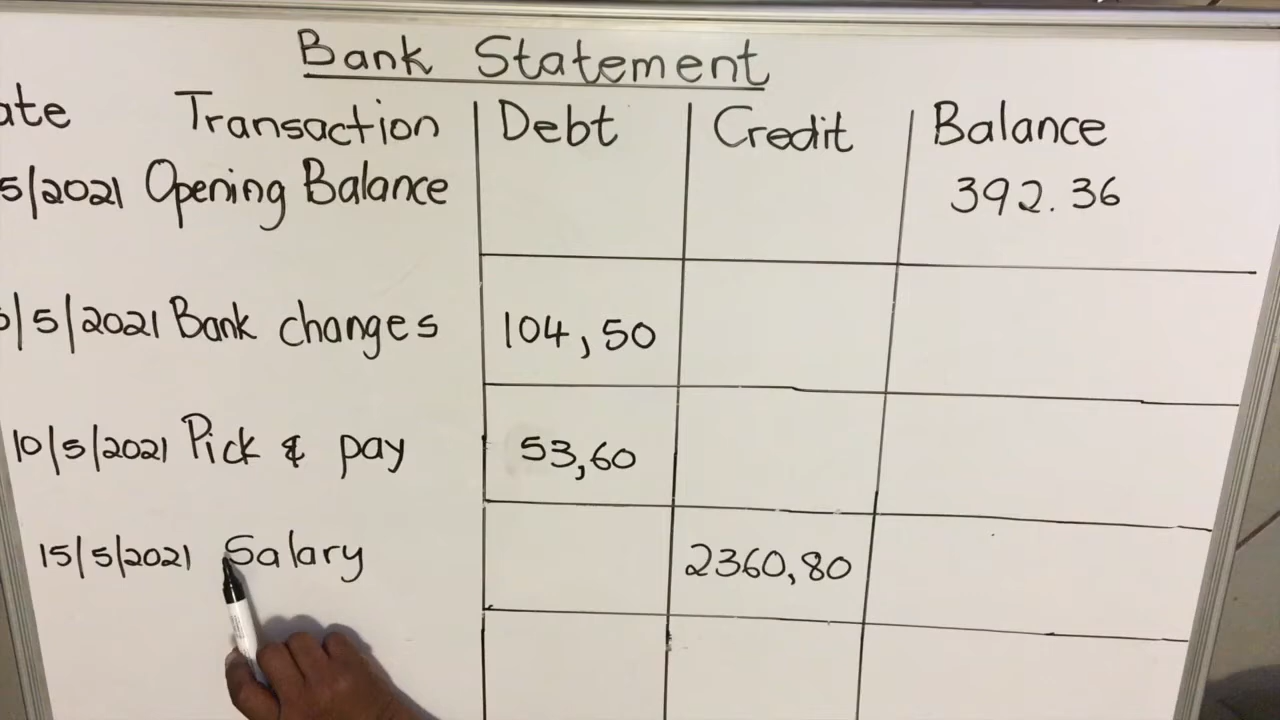 Bank Statement
ate Transaction Debt Credit Balance
5/2021 Opening Balance 392.36
/5/2021 Bank changes 104,50
10/5/2021 Pick & pay 53,60
15/5/2021 Salary 2360,80